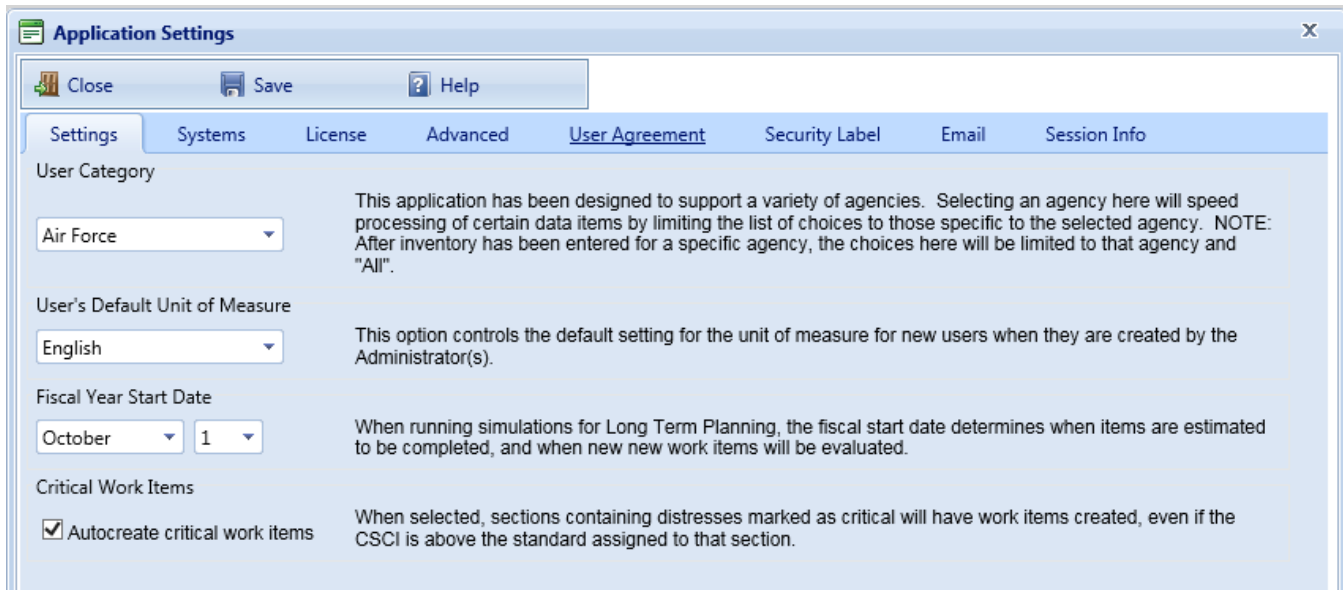 Application Settings
Close Save Help
Settings Systems License Advanced User Agreement Security Label Email Session Info
User Category
Air Force
This application has been designed to support a variety of agencies. Selecting an agency here will speed
processing of certain data items by limiting the list of choices to those specific to the selected agency. NOTE:
After inventory has been entered for a specific agency, the choices here will be limited to that agency and
"All".
User's Default Unit of Measure
English
This option controls the default setting for the unit of measure for new users when they are created by the
Administrator(s).
Fiscal Year Start Date
October 1
When running simulations for Long Term Planning, the fiscal start date determines when items are estimated
to be completed, and when new new work items will be evaluated.
Critical Work Items
Autocreate critical work items
When selected, sections containing distresses marked as critical will have work items created, even if the
CSCI is above the standard assigned to that section.